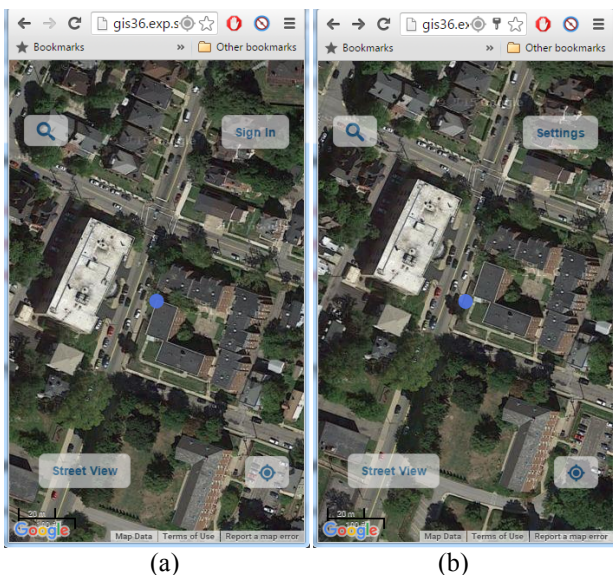 gis36.exp.s
Bookmarks » Other bookmarks
Sign In
Street View
20 m
Google
Map Data Terms of Use Report a map error
(a)
gis36.ex
Bookmarks » Other bookmarks
Settings
Street View
20 m
Google
Map Data Terms of Use Report a map error
(b)